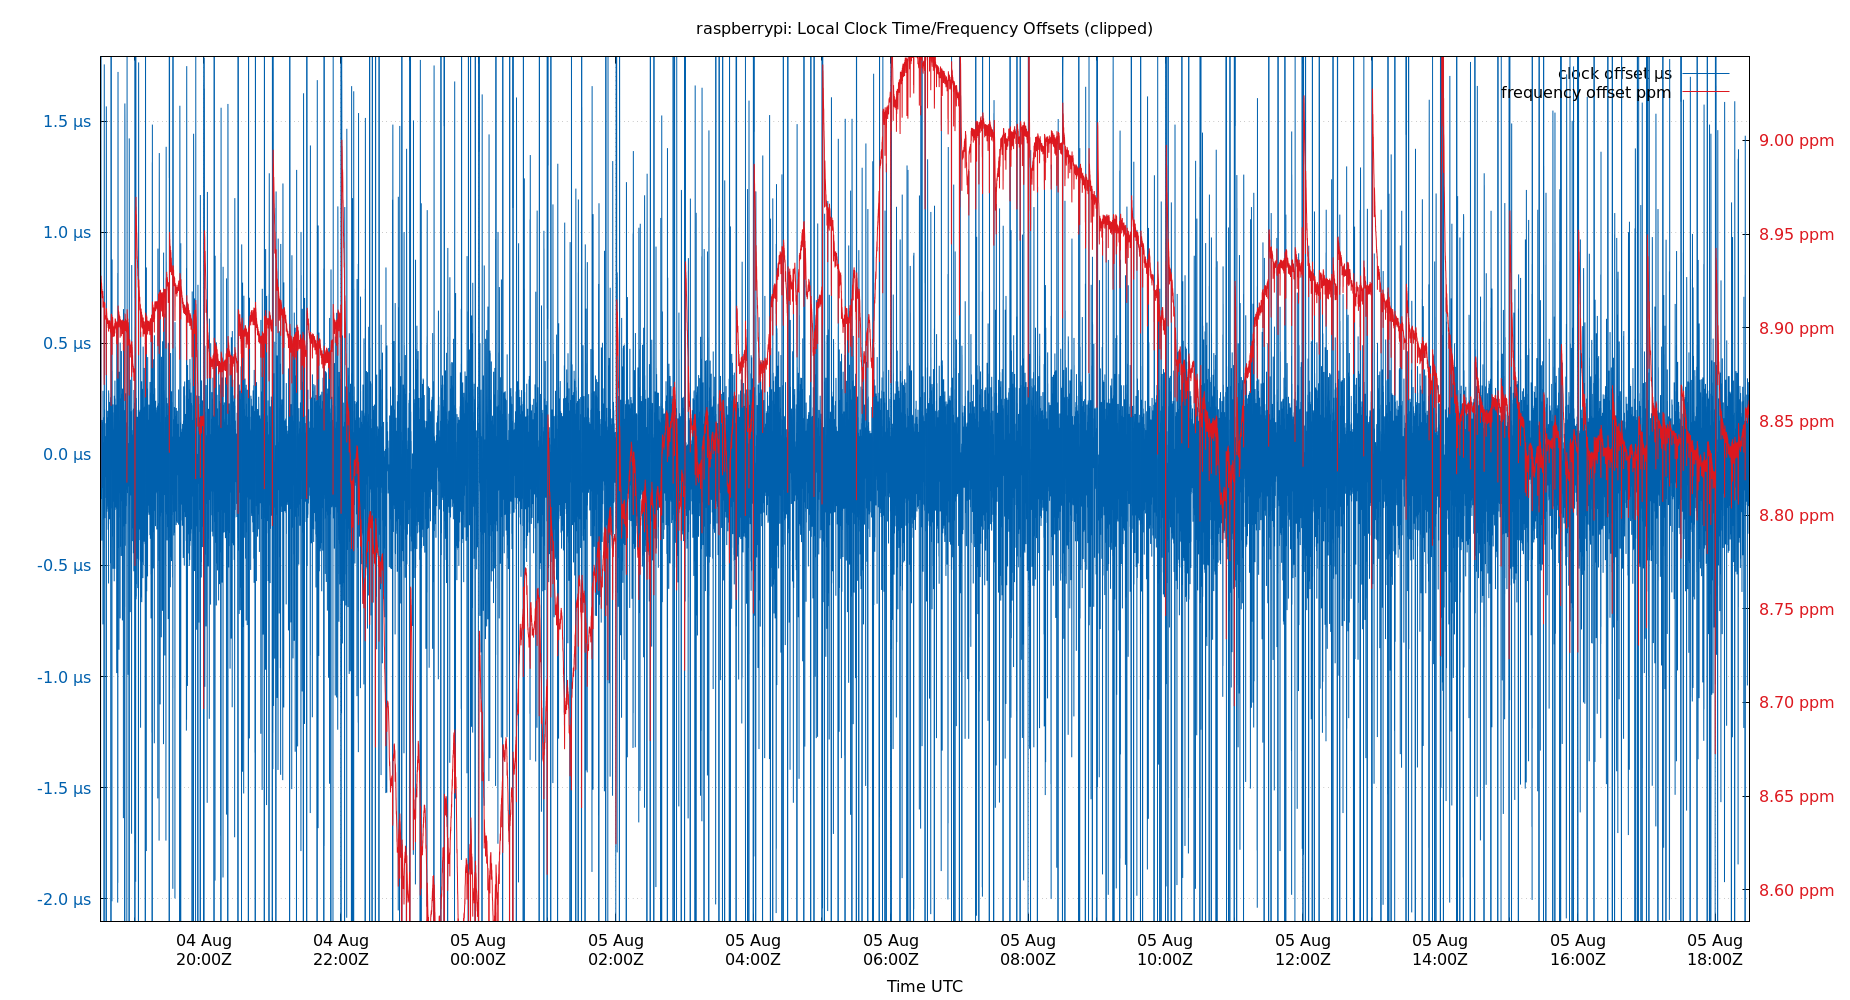 raspberrypi: Local Clock Time/Frequency Offsets (clipped)
clock offset µs
frequency offset ppm
1.5 µs
1.0 µs
0.5 µs
0.0 µs
-0.5 µs
-1.0 µs
-1.5 µs
-2.0 µs
9.00 ppm
8.95 ppm
8.90 ppm
8.85 ppm
8.80 ppm
8.75 ppm
8.70 ppm
8.65 ppm
8.60 ppm
04 Aug
20:00Z
04 Aug
22:00Z
05 Aug
00:00Z
05 Aug
02:00Z
05 Aug
04:00Z
05 Aug
06:00Z
05 Aug
08:00Z
05 Aug
10:00Z
05 Aug
12:00Z
05 Aug
14:00Z
05 Aug
16:00Z
05 Aug
18:00Z
Time UTC